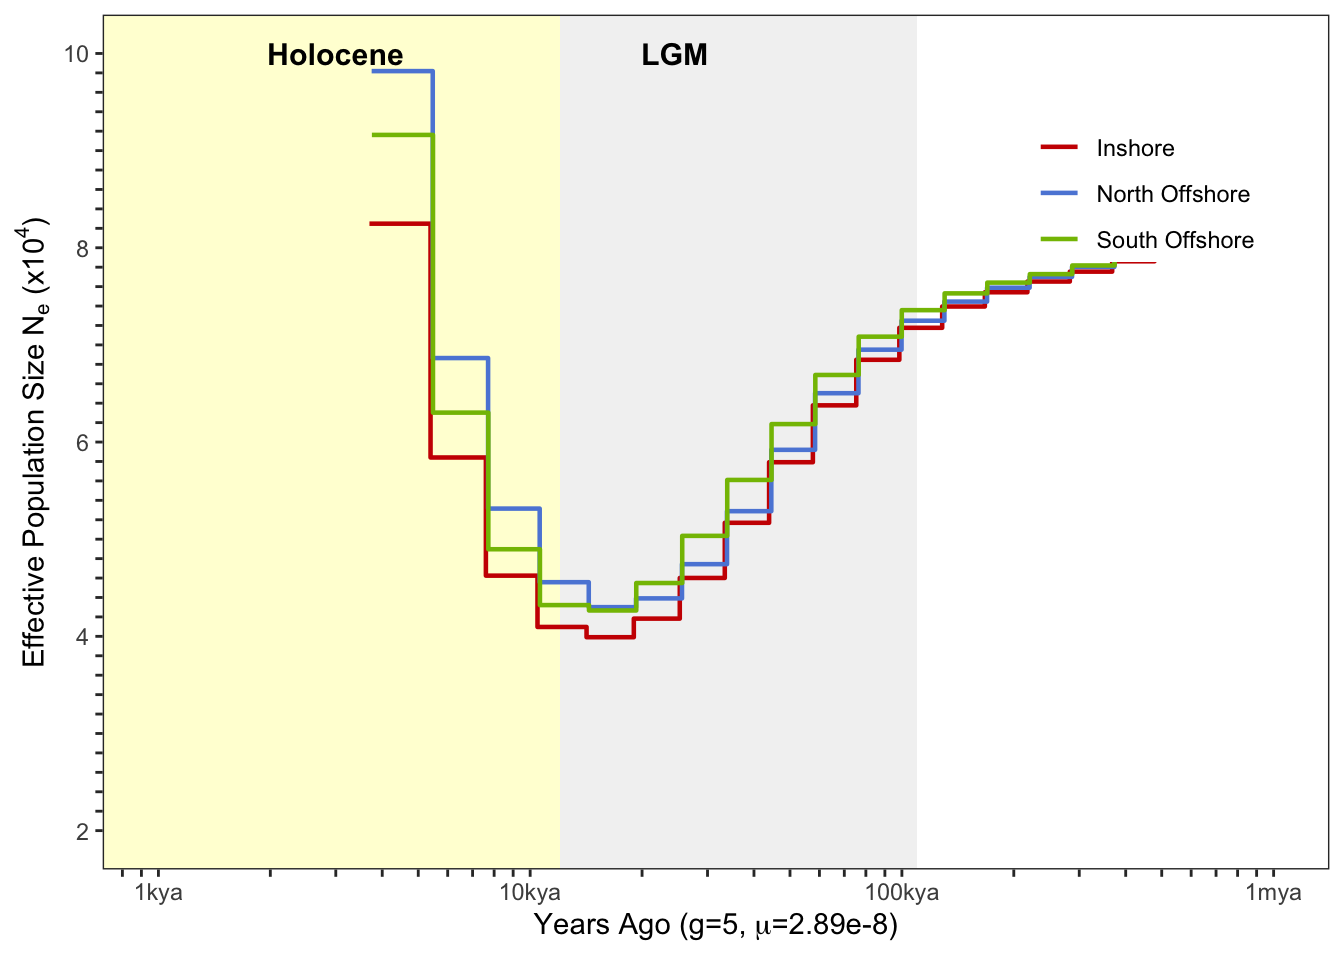 Holocene
LGM
Inshore
North Offshore
South Offshore
Effective Population Size Nₑ (x10⁴)
10
8
6
4
2
1kya
10kya
100kya
1mya
Years Ago (g=5, μ=2.89e-8)